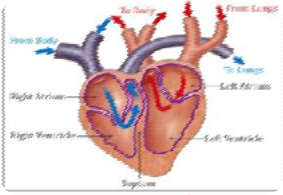 To Body
From Lungs
From Body
To Lungs
Left Atrium
Right Atrium
Right Ventricle
Left Ventricle
Septum